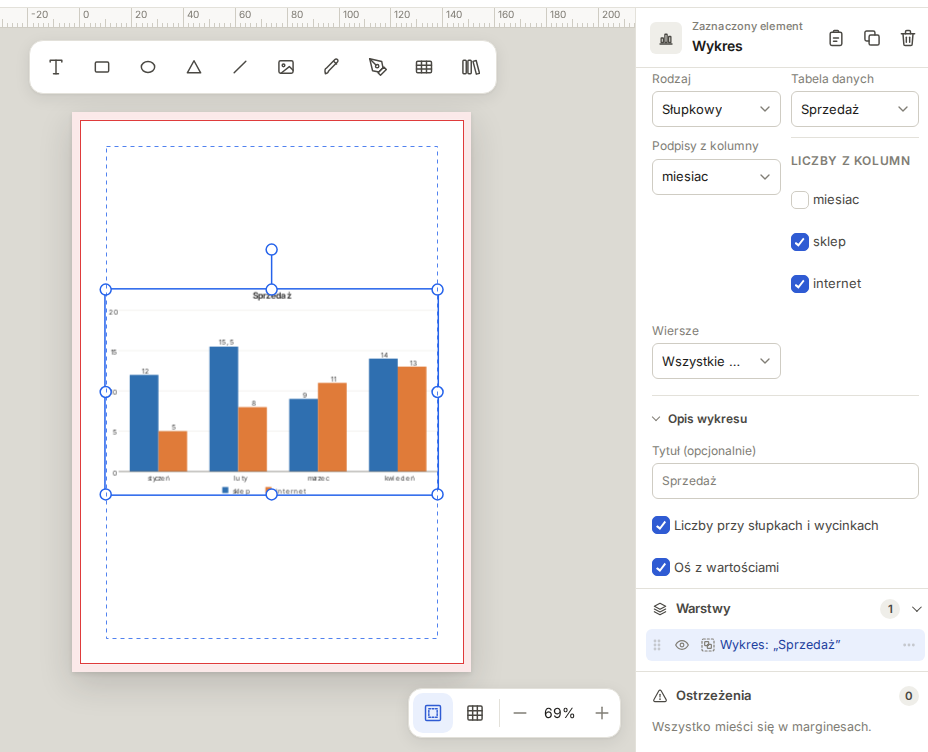 -20 0 20 40 60 80 100 120 140 160 180 200
Zaznaczony element
Wykres
Rodzaj
Tabela danych
Słupkowy
Sprzedaż
Podpisy z kolumny
miesiac
LICZBY Z KOLUMN
miesiac
sklep
internet
Wiersze
Wszystkie ...
Opis wykresu
Tytuł (opcjonalnie)
Sprzedaż
Liczby przy słupkach i wycinkach
Oś z wartościami
Warstwy 1
Wykres: „Sprzedaż”
Ostrzeżenia 0
Wszystko mieści się w marginesach.
Sprzedaż
20
15
5
0
12 5 15,5 8 9 11 14 13
styczeń luty marzec kwiecień
sklep internet
69%